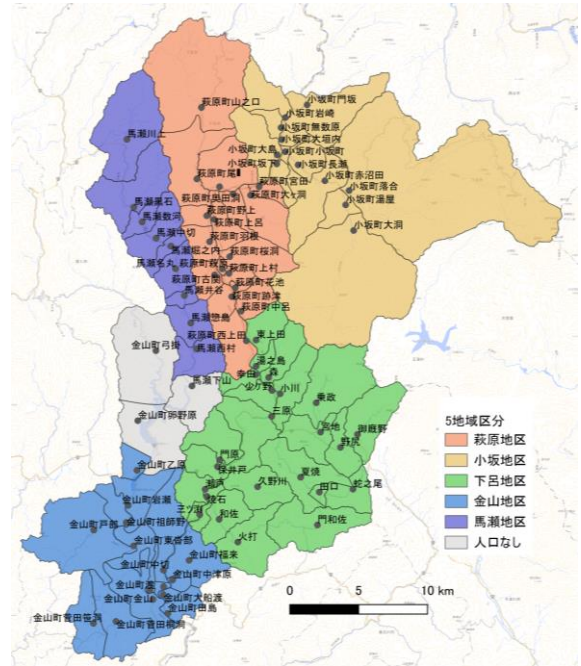 萩原町山之口
小坂町門坂
小坂町岩崎
小坂町無数原
小坂町大垣内
馬瀬川上
小坂町大島
小坂町小坂町
小坂町坂下
小坂町長瀬
萩原町尾
萩原町宮田
小坂町赤沼田
小坂町落合
萩原町奥田洞
萩原町大ヶ洞
小坂町湯屋
馬瀬黒石
萩原町野上
馬瀬数河
萩原町上呂
小坂町大洞
馬瀬中切
萩原町羽根
馬瀬堀之内
萩原町桜洞
馬瀬名丸
萩原町萩原
萩原町上村
萩原町古関
萩原町花池
馬瀬井谷
萩原町跡津
萩原町中呂
馬瀬惣島
萩原町西上田
東上田
金山町弓掛
馬瀬西村
湯之島
幸田
森
馬瀬下山
少ケ野
小川
乗政
金山町卯野原
三原
宮地
御厩野
野尻
5地域区分
萩原地区
小坂地区
下呂地区
金山地区
馬瀬地区
人口なし
門原
保井戸
金山町乙原
夏焼
久野川
田口
蛇之尾
焼石
金山町岩瀬
三ツ渕
和佐
門和佐
金山町戸部
金山町祖師野
火打
金山町東沓部
金山町福来
金山町中切
金山町中津原
金山町渡
金山町金山
金山町大船渡
金山町田島
金山町菅田笹洞
金山町菅田桐洞
0 5 10 km